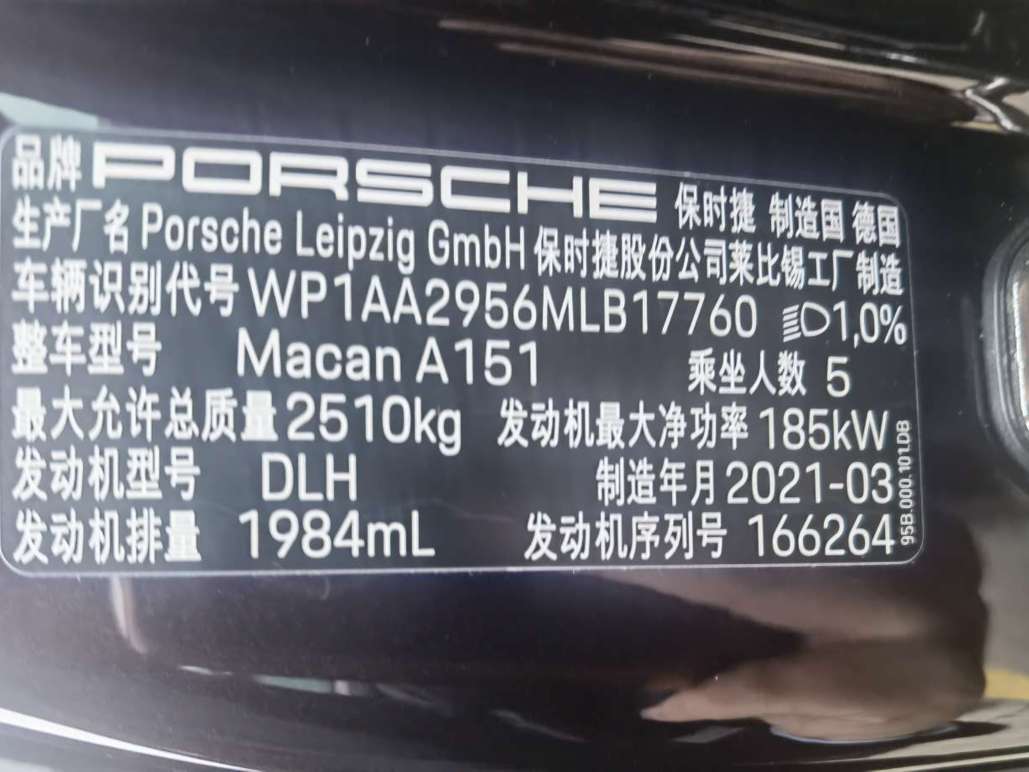 品牌 PORSCHE 保时捷 制造国 德国
生产厂名 Porsche Leipzig GmbH 保时捷股份公司莱比锡工厂制造
车辆识别代号 WP1AA2956MLB17760 1,0%
整车型号 Macan A151 乘坐人数 5
最大允许总质量 2510kg 发动机最大净功率 185kW
发动机型号 DLH 制造年月 2021-03
发动机排量 1984mL 发动机序列号 166264
95B.000.101.DB